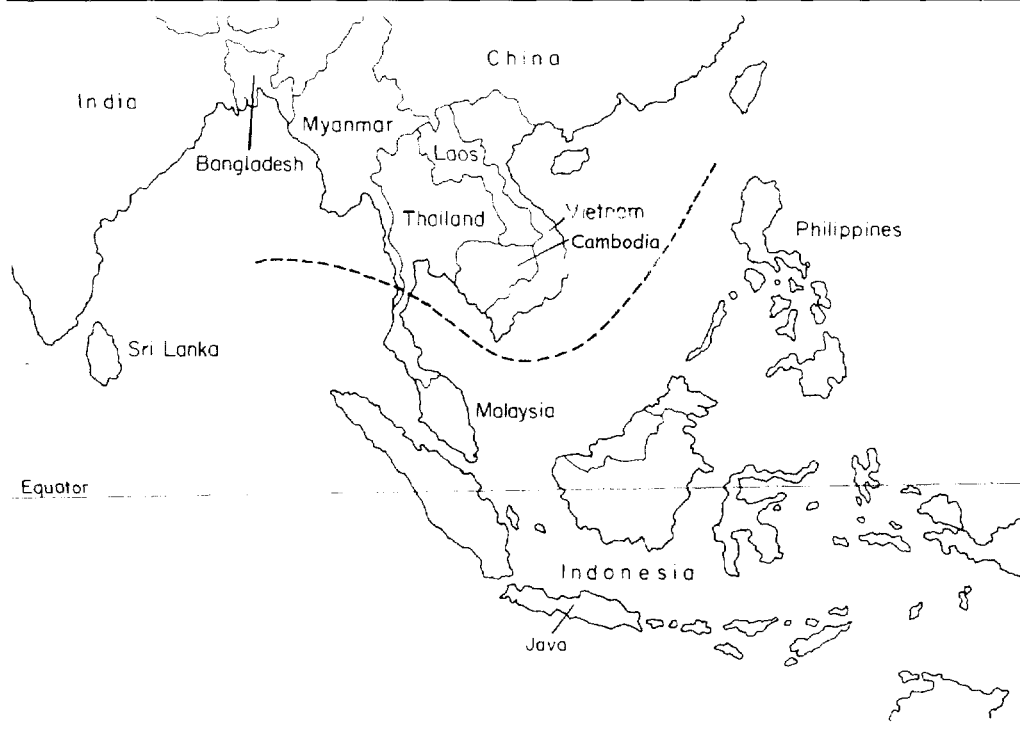 China
India
Myanmar
Laos
Bangladesh
Thailand
Vietnam
Cambodia
Philippines
Sri Lanka
Malaysia
Equator
Indonesia
Java